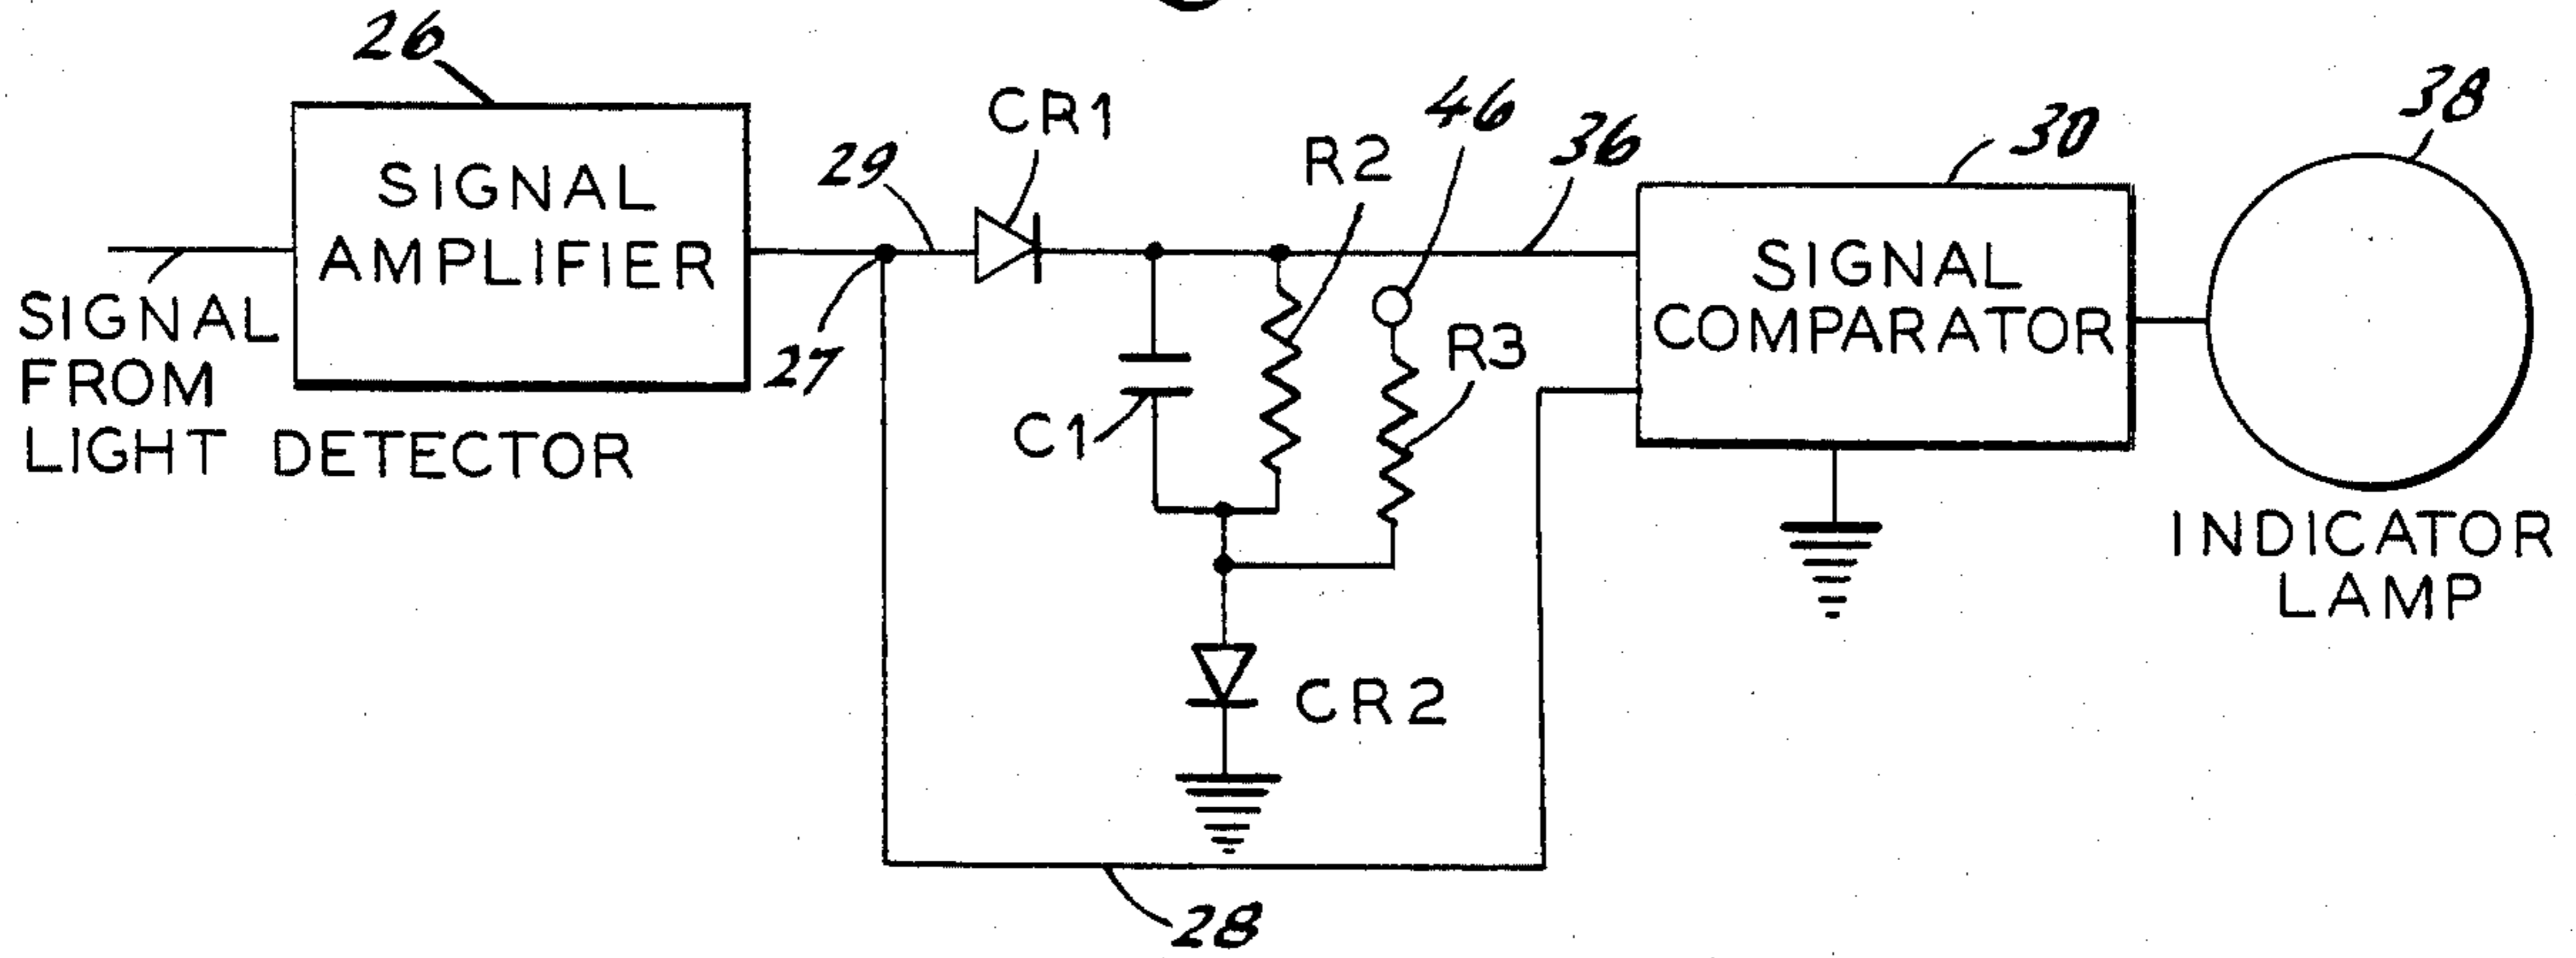 26
SIGNAL
AMPLIFIER
SIGNAL
FROM
LIGHT DETECTOR
27
29
CR1
C1
R2
46
R3
36
CR2
28
30
SIGNAL
COMPARATOR
38
INDICATOR
LAMP